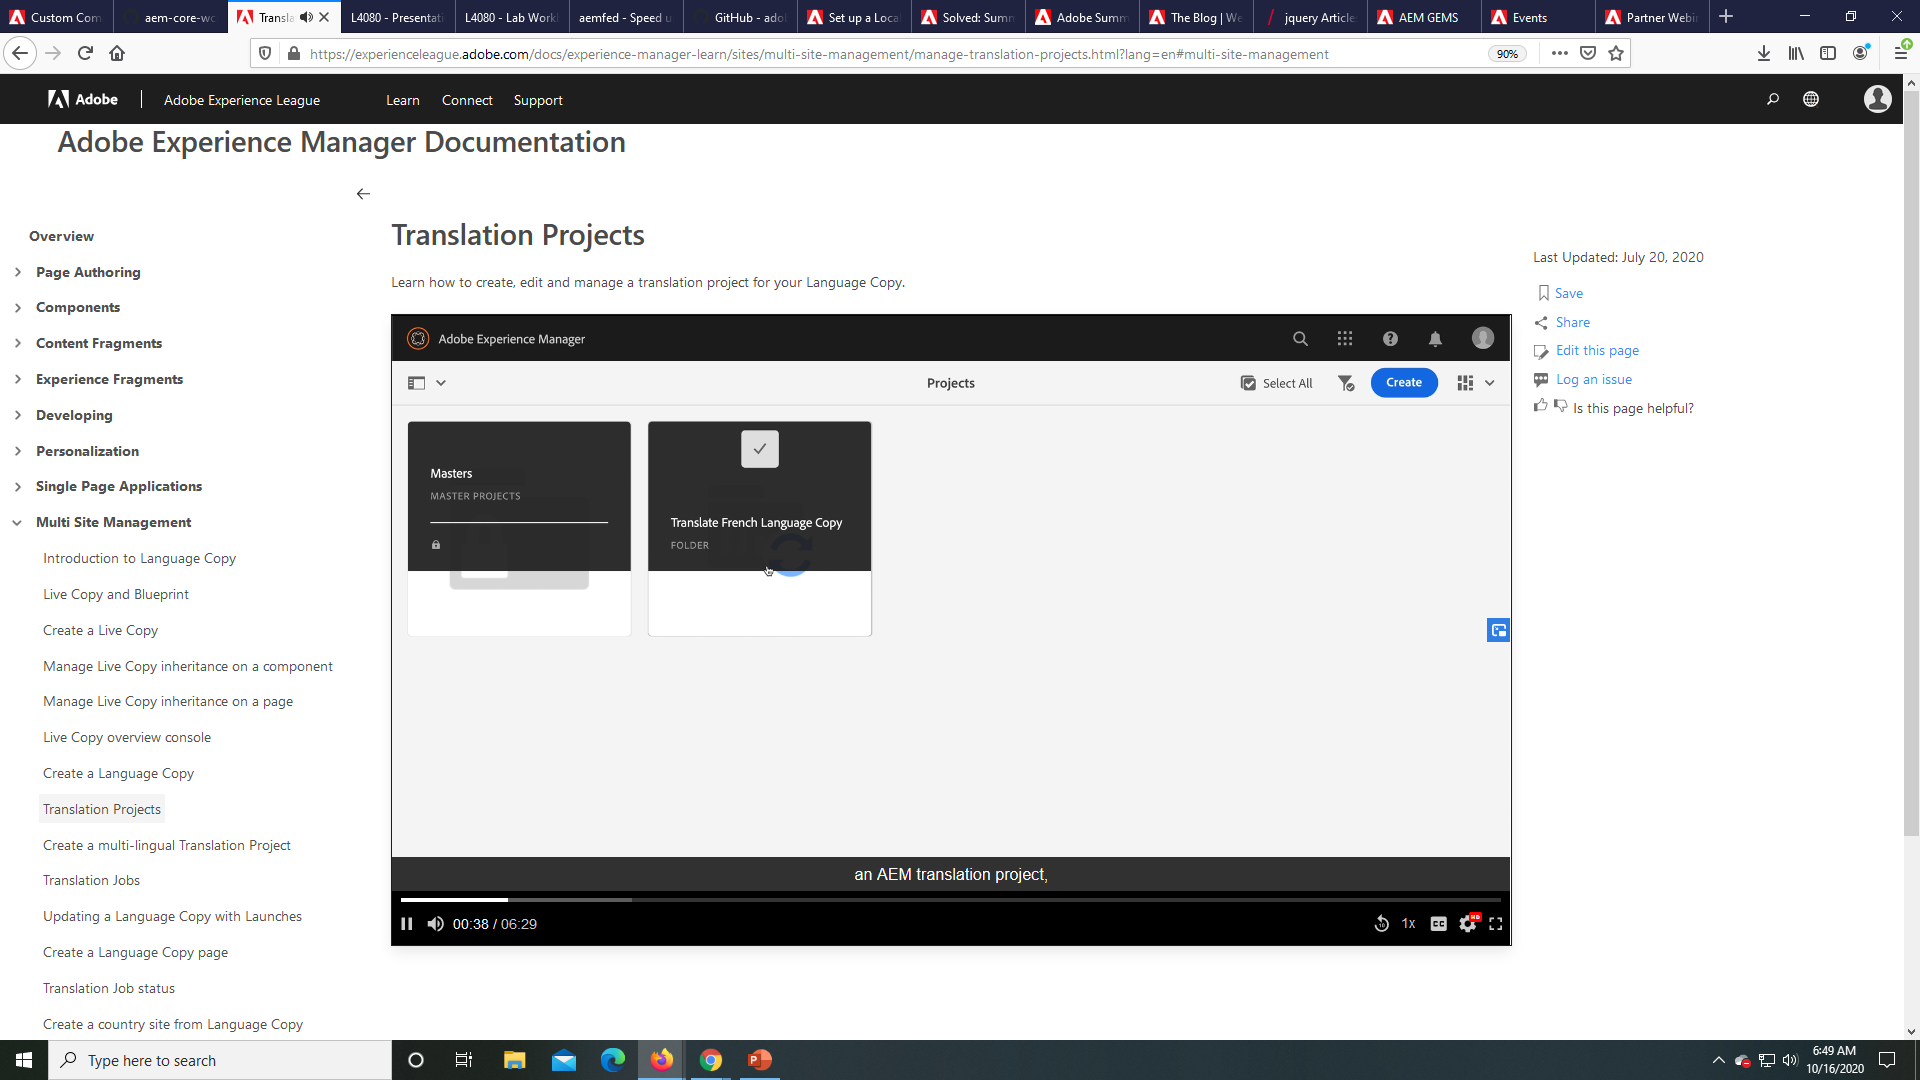 Custom Com
aem-core-wc
Transla
L4080 - Presentati
L4080 - Lab Work
aemfed - Speed u
GitHub - adol
Set up a Loca
Solved: Summ
Adobe Summ
The Blog | We
jquery Article
AEM GEMS
Events
Partner Webi
https://experienceleague.adobe.com/docs/experience-manager-learn/sites/multi-site-management/manage-translation-projects.html?lang=en#multi-site-management
90%
Adobe
Adobe Experience League
Learn
Connect
Support
Adobe Experience Manager Documentation
Overview
Page Authoring
Components
Content Fragments
Experience Fragments
Developing
Personalization
Single Page Applications
Multi Site Management
Introduction to Language Copy
Live Copy and Blueprint
Create a Live Copy
Manage Live Copy inheritance on a component
Manage Live Copy inheritance on a page
Live Copy overview console
Create a Language Copy
Translation Projects
Create a multi-lingual Translation Project
Translation Jobs
Updating a Language Copy with Launches
Create a Language Copy page
Translation Job status
Create a country site from Language Copy
Translation Projects
Learn how to create, edit and manage a translation project for your Language Copy.
Adobe Experience Manager
Projects
Select All
Create
Masters
MASTER PROJECTS
Translate French Language Copy
FOLDER
an AEM translation project,
00:38 / 06:29
10
1x
CC
HD
Last Updated: July 20, 2020
Save
Share
Edit this page
Log an issue
Is this page helpful?
Type here to search
6:49 AM
10/16/2020